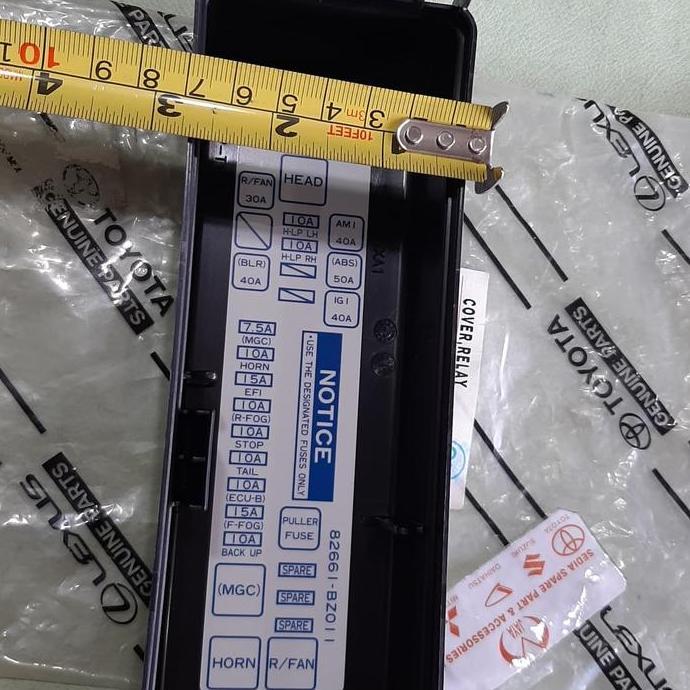 10
9
8
7
6
5
4
3
4
3
2
3m
10FEET
R/FAN
30A
HEAD
10A
H-LP LH
10A
H-LP RH
AM1
40A
(BLR)
40A
(ABS)
50A
IG1
40A
7.5A
(MGC)
10A
HORN
15A
EFI
10A
(R-FOG)
10A
STOP
10A
TAIL
10A
(ECU-B)
15A
(F-FOG)
10A
BACK UP
NOTICE
•USE THE DESIGNATED FUSES ONLY
PULLER
FUSE
82661-BZ011
SPARE
SPARE
SPARE
(MGC)
HORN
R/FAN
COVER, RELAY
TOYOTA
GENUINE PARTS
LEXUS
GENUINE PARTS
LEXUS
GENUINE PARTS
TOYOTA
GENUINE PARTS
TOYOTA
SUZUKI
DAIHATSU
SEDIA SPARE PART & ACCESSORIES
JAYA